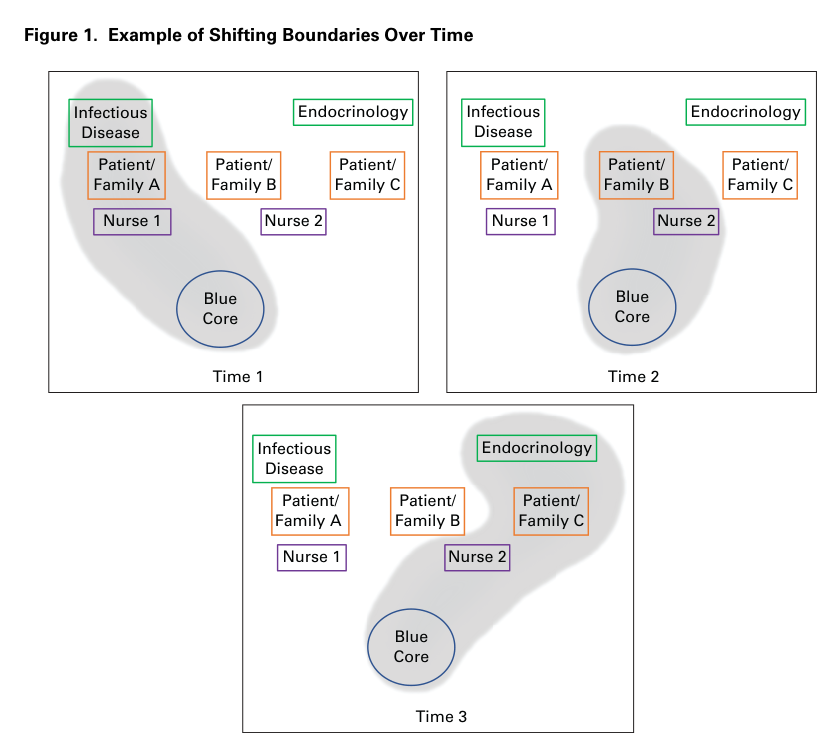 Figure 1. Example of Shifting Boundaries Over Time
Infectious
Disease
Endocrinology
Patient/
Family A
Patient/
Family B
Patient/
Family C
Nurse 1
Nurse 2
Blue
Core
Time 1
Infectious
Disease
Endocrinology
Patient/
Family A
Patient/
Family B
Patient/
Family C
Nurse 1
Nurse 2
Blue
Core
Time 2
Infectious
Disease
Endocrinology
Patient/
Family A
Patient/
Family B
Patient/
Family C
Nurse 1
Nurse 2
Blue
Core
Time 3